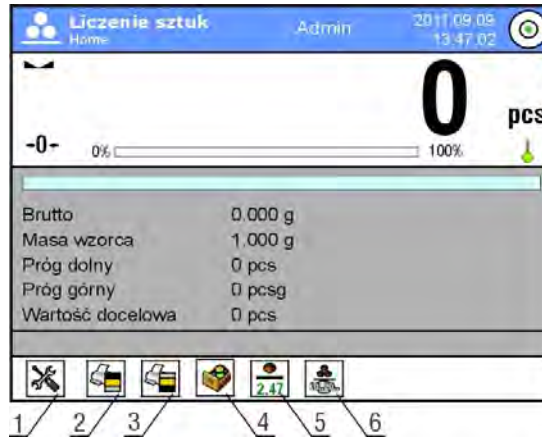 Liczenie sztuk Admin 2011.09.09
Home 13:47:02
0 pcs
-0- 0% 100%
Brutto 0.000 g
Masa wzorca 1.000 g
Próg dolny 0 pcs
Próg górny 0 pcsg
Wartość docelowa 0 pcs
2.47
1 2 3 4 5 6